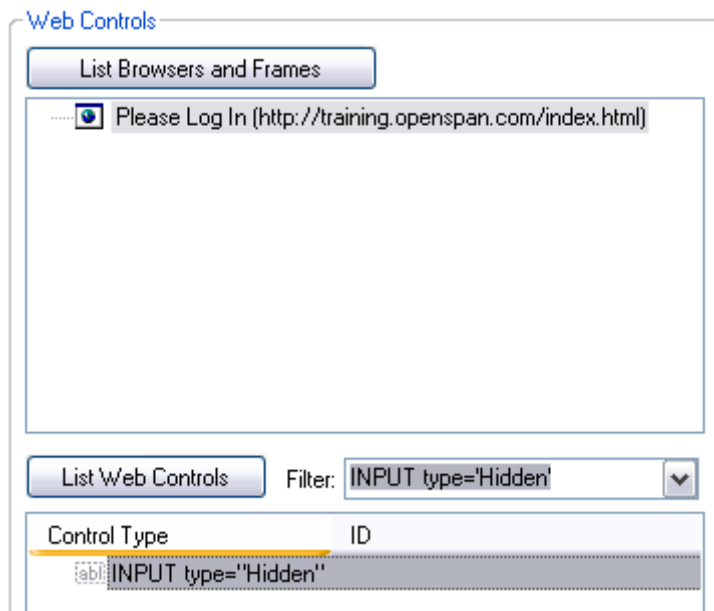 Web Controls
List Browsers and Frames
Please Log In (http://training.openspan.com/index.html)
List Web Controls Filter: INPUT type='Hidden'
Control Type ID
abl INPUT type="Hidden"